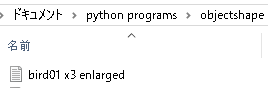 ドキュメント > python programs > objectshape
名前
bird01 x3 enlarged